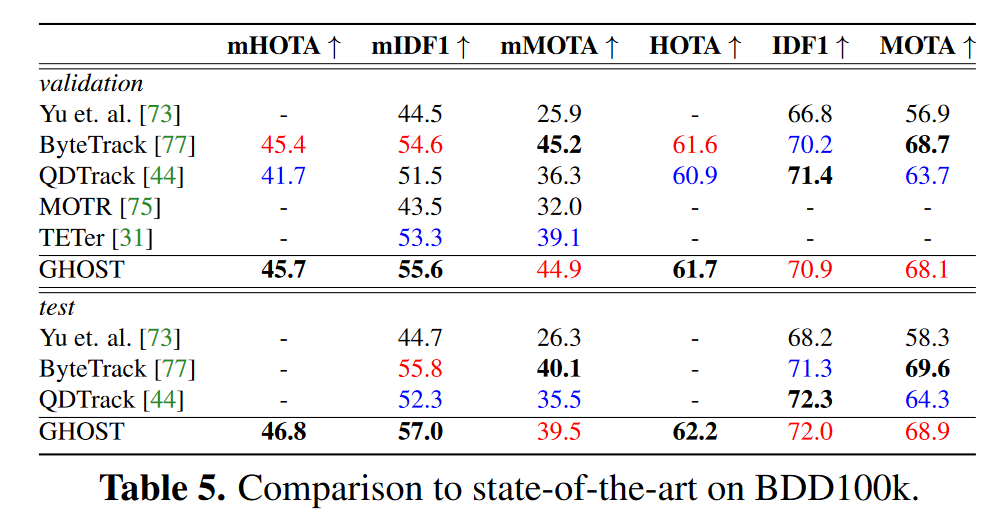 mHOTA ↑ mIDF1 ↑ mMOTA ↑ HOTA ↑ IDF1 ↑ MOTA ↑
validation
Yu et. al. [73] - 44.5 25.9 - 66.8 56.9
ByteTrack [77] 45.4 54.6 45.2 61.6 70.2 68.7
QDTrack [44] 41.7 51.5 36.3 60.9 71.4 63.7
MOTR [75] - 43.5 32.0 - - -
TETer [31] - 53.3 39.1 - - -
GHOST 45.7 55.6 44.9 61.7 70.9 68.1
test
Yu et. al. [73] - 44.7 26.3 - 68.2 58.3
ByteTrack [77] - 55.8 40.1 - 71.3 69.6
QDTrack [44] - 52.3 35.5 - 72.3 64.3
GHOST 46.8 57.0 39.5 62.2 72.0 68.9
Table 5. Comparison to state-of-the-art on BDD100k.